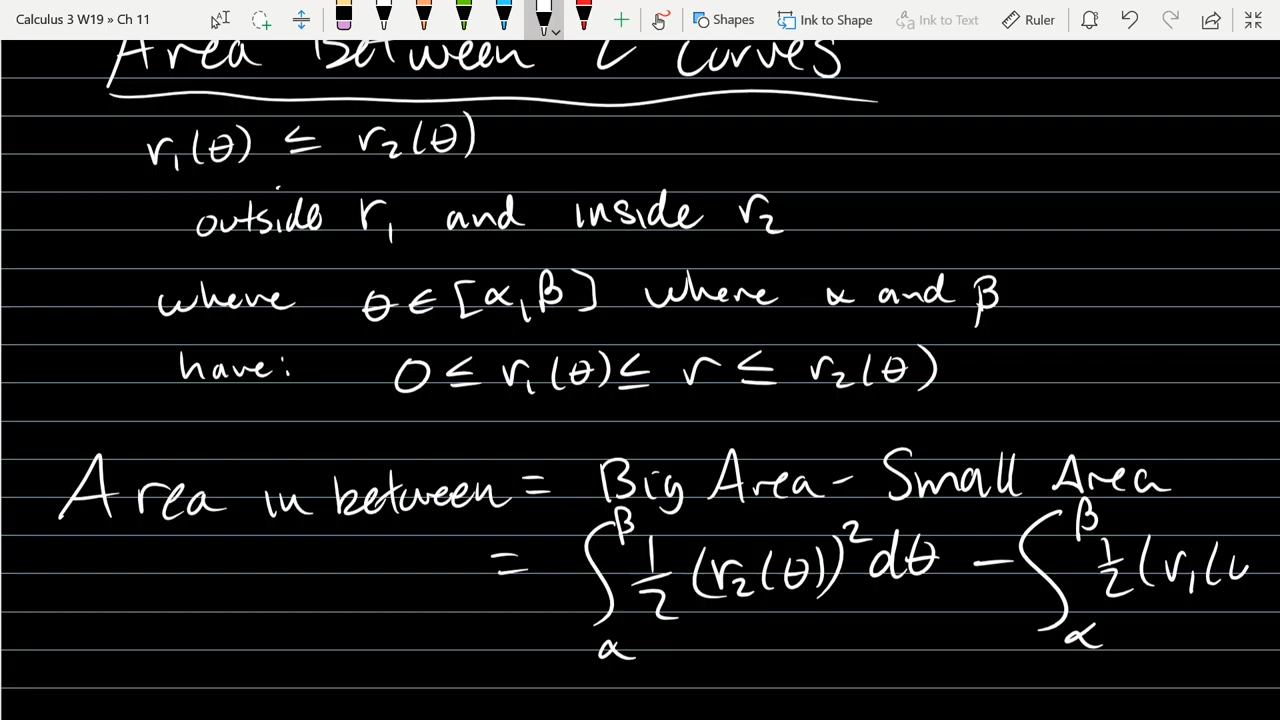 Calculus 3 W19 » Ch 11
Shapes
Ink to Shape
Ink to Text
Ruler
Area Between 2 Curves
r₁(θ) ≤ r₂(θ)
outside r₁ and inside r₂
where θ ∈ [α, β] where α and β
have: 0 ≤ r₁(θ) ≤ r ≤ r₂(θ)
Area in between = Big Area - Small Area
= ∫_α^β 1/2 (r₂(θ))² dθ - ∫_α^β 1/2 (r₁(